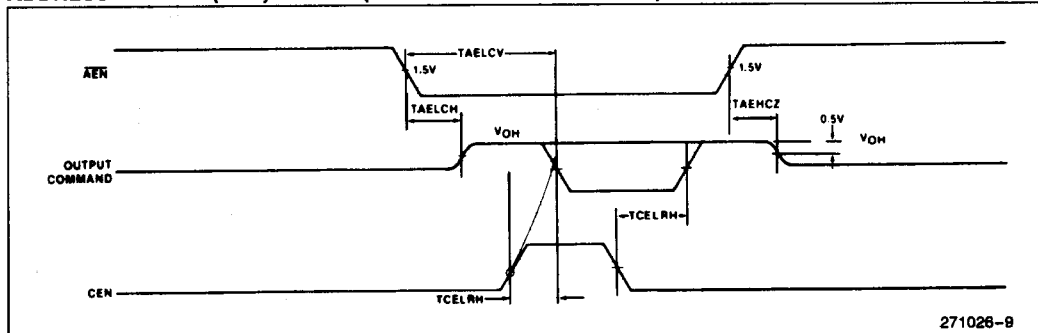 TAELCV
AEN
1.5V
1.5V
TAELCH
TAEHCZ
0.5V
VOH
VOH
OUTPUT
COMMAND
TCELRH
CEN
TCELRH
271026-9